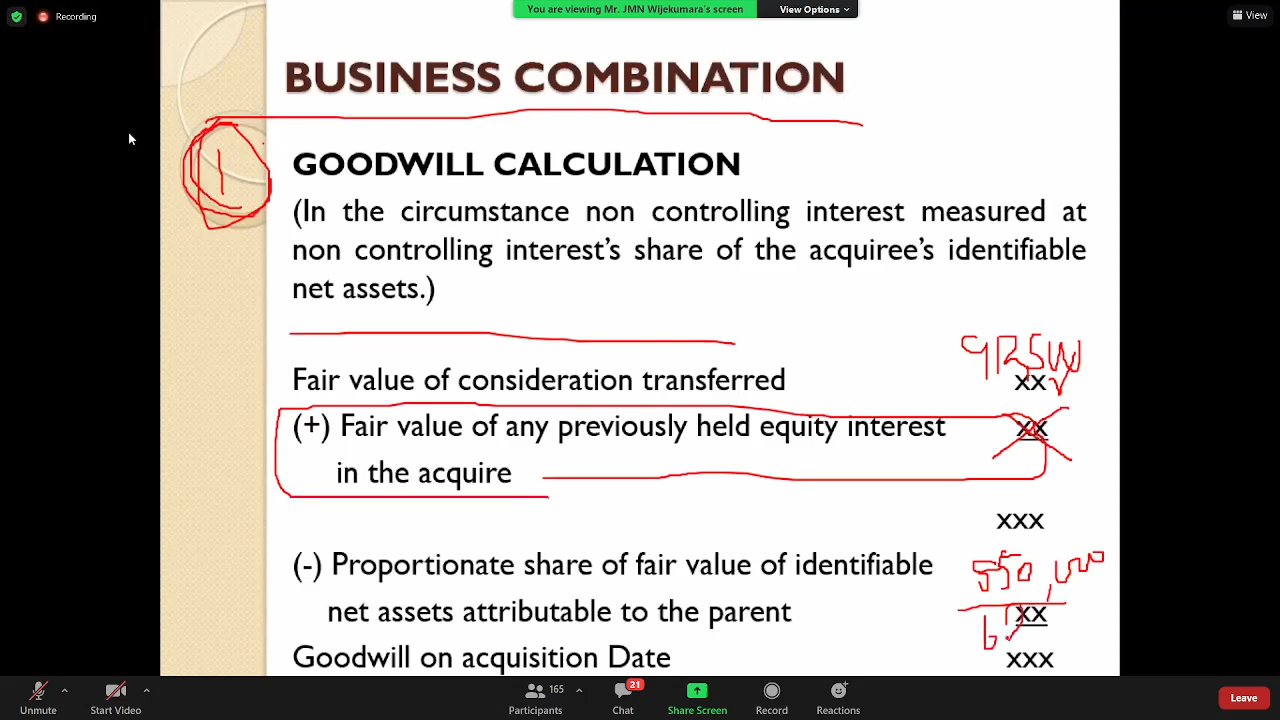 Recording
You are viewing Mr. JMN Wijekumara's screen
View Options
View
BUSINESS COMBINATION
1
GOODWILL CALCULATION
(In the circumstance non controlling interest measured at
non controlling interest's share of the acquiree's identifiable
net assets.)
Fair value of consideration transferred xx
(+) Fair value of any previously held equity interest xx
in the acquire
xxx
(-) Proportionate share of fair value of identifiable
550,000
net assets attributable to the parent xx
Goodwill on acquisition Date xxx
Unmute
Start Video
165
Participants
21
Chat
Share Screen
Record
Reactions
Leave